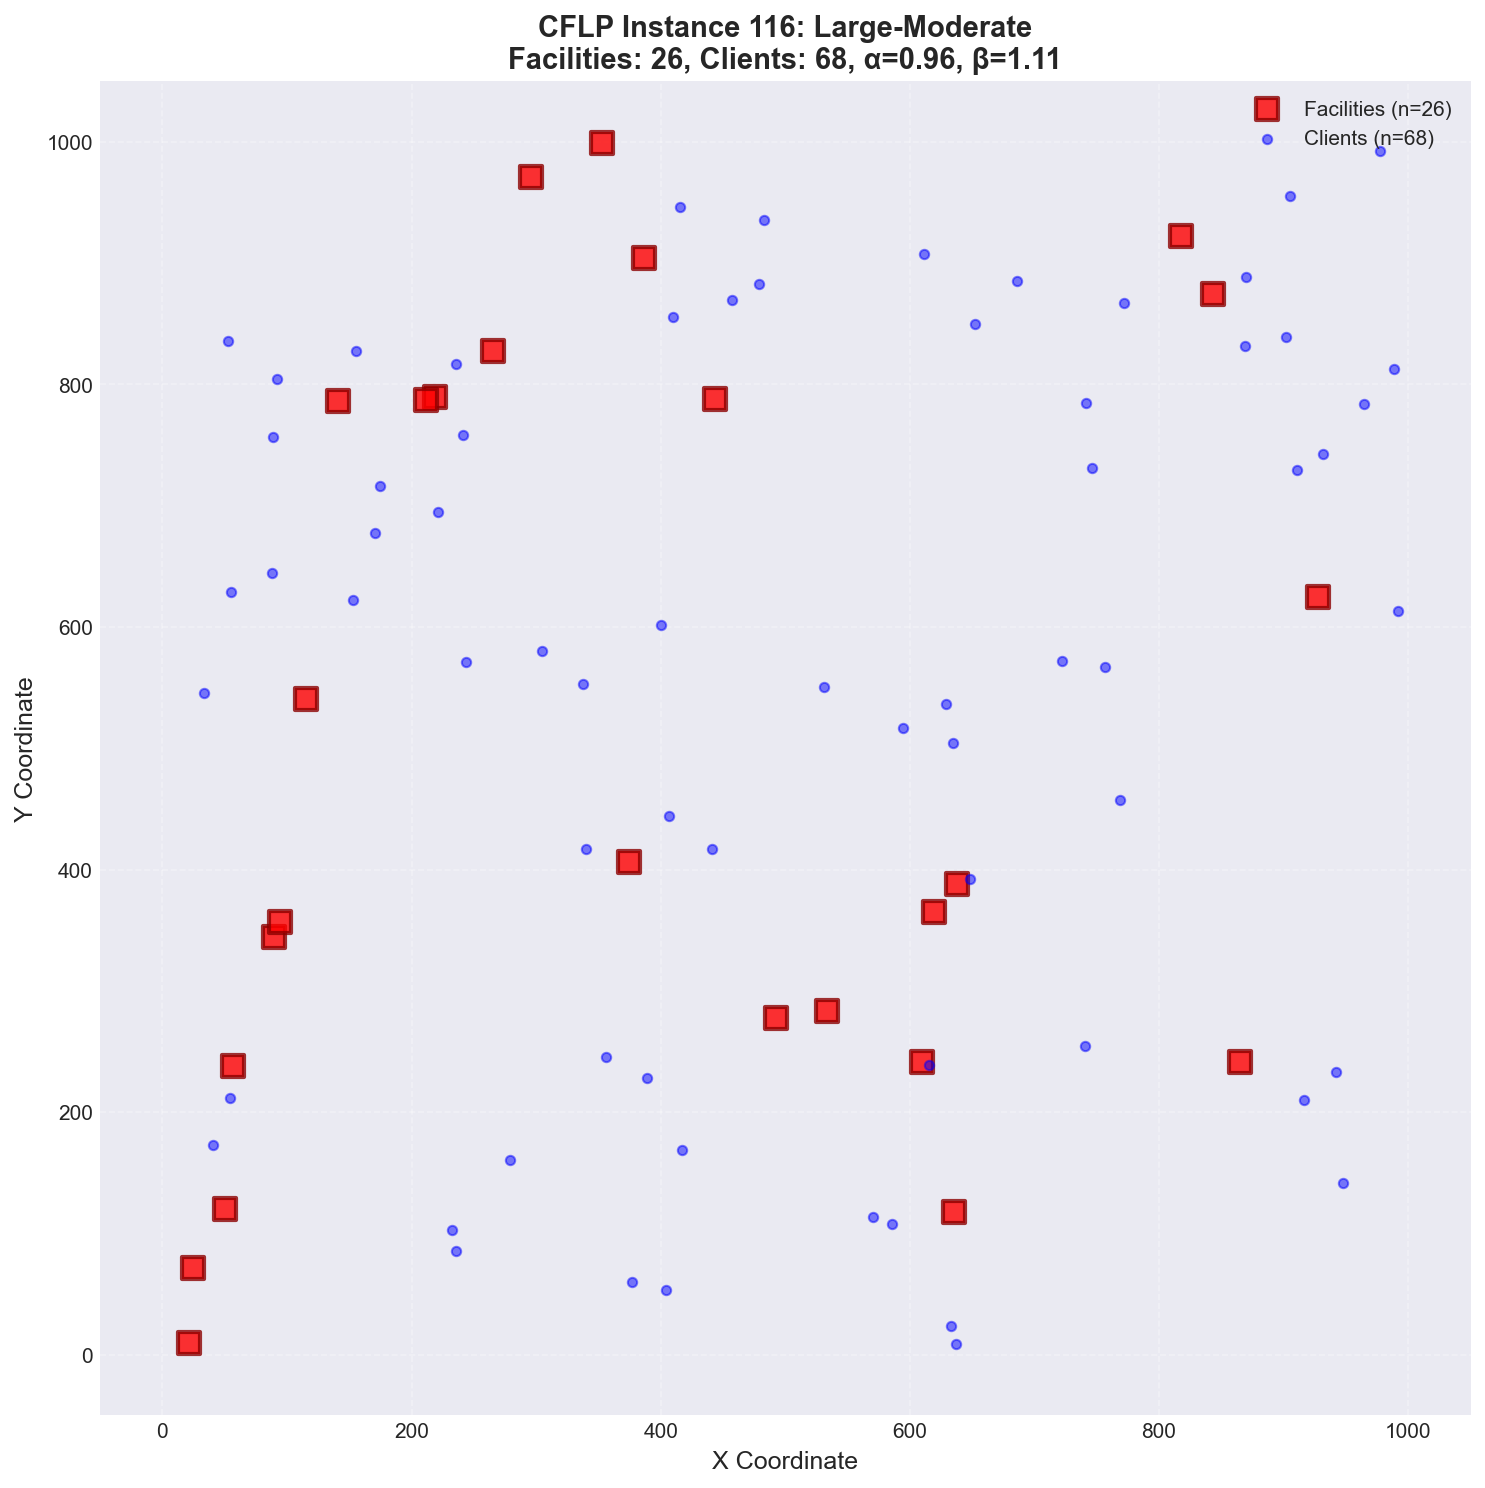 CFLP Instance 116: Large-Moderate
Facilities: 26, Clients: 68, α=0.96, β=1.11
Facilities (n=26)
Clients (n=68)
1000
800
600
400
200
0
Y Coordinate
0
200
400
600
800
1000
X Coordinate